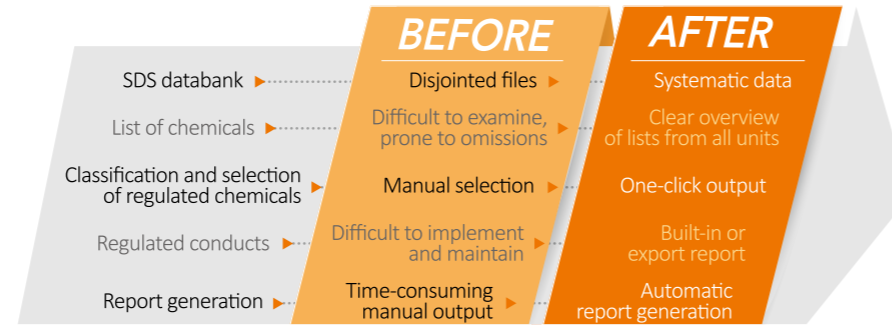 BEFORE
AFTER
SDS databank
Disjointed files
Systematic data
List of chemicals
Difficult to examine,
prone to omissions
Clear overview
of lists from all units
Classification and selection
of regulated chemicals
Manual selection
One-click output
Regulated conducts
Difficult to implement
and maintain
Built-in or
export report
Report generation
Time-consuming
manual output
Automatic
report generation